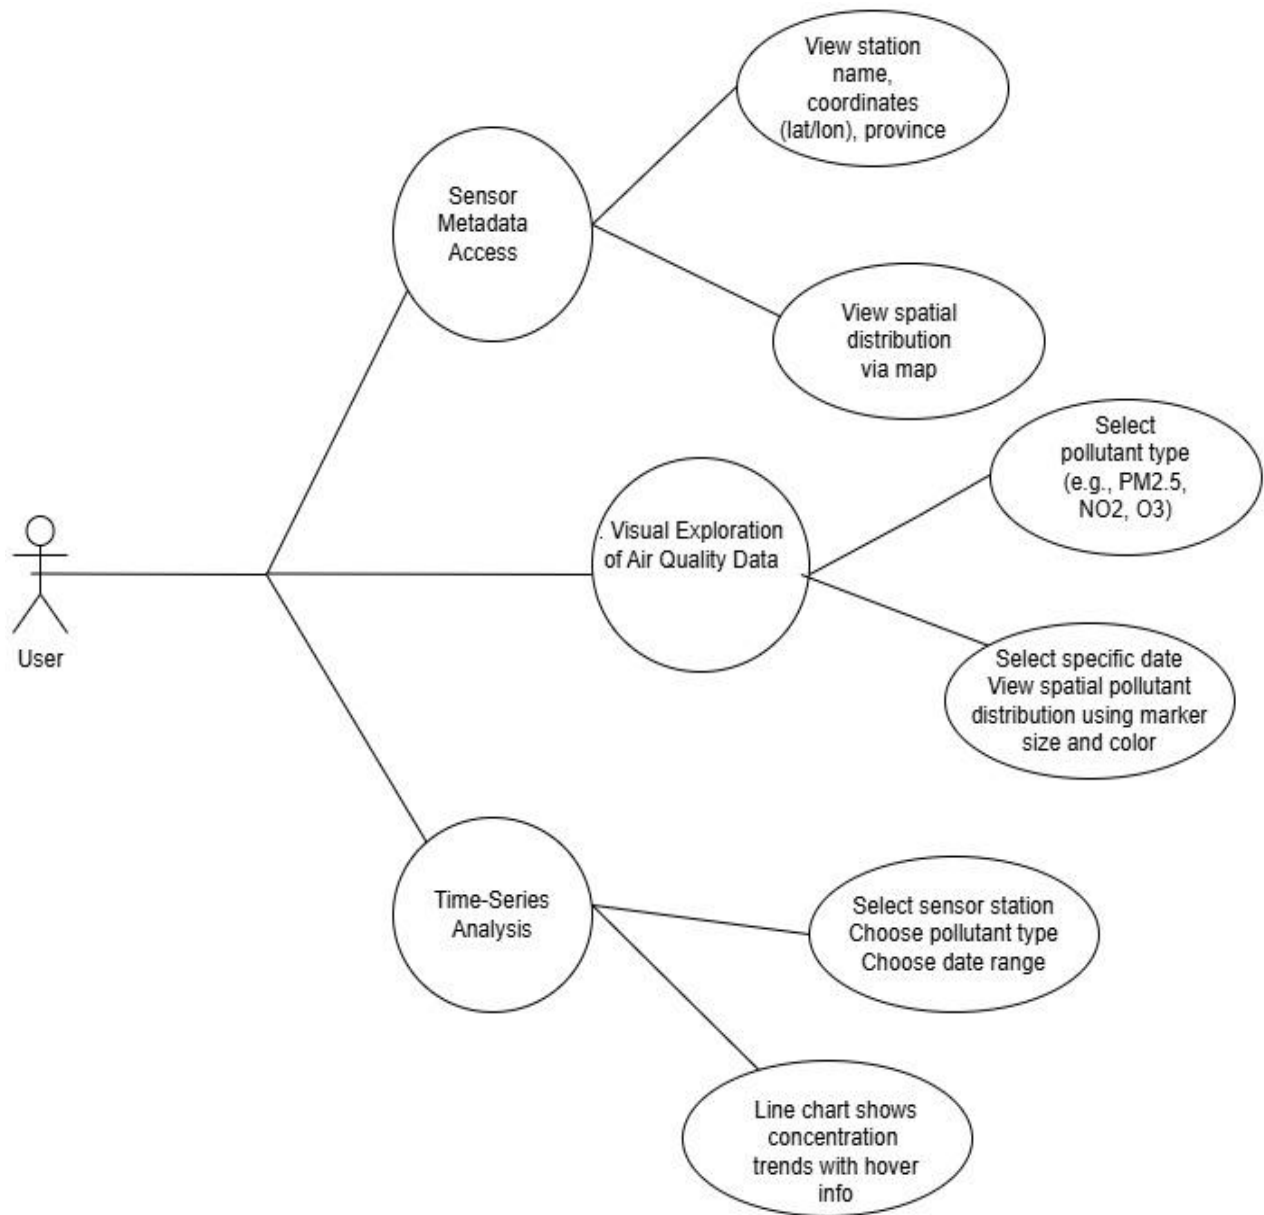 View station
name,
coordinates
(lat/lon), province
Sensor
Metadata
Access
View spatial
distribution
via map
Select
pollutant type
(e.g., PM2.5,
NO2, O3)
. Visual Exploration
of Air Quality Data
User
Select specific date
View spatial pollutant
distribution using marker
size and color
Time-Series
Analysis
Select sensor station
Choose pollutant type
Choose date range
Line chart shows
concentration
trends with hover
info